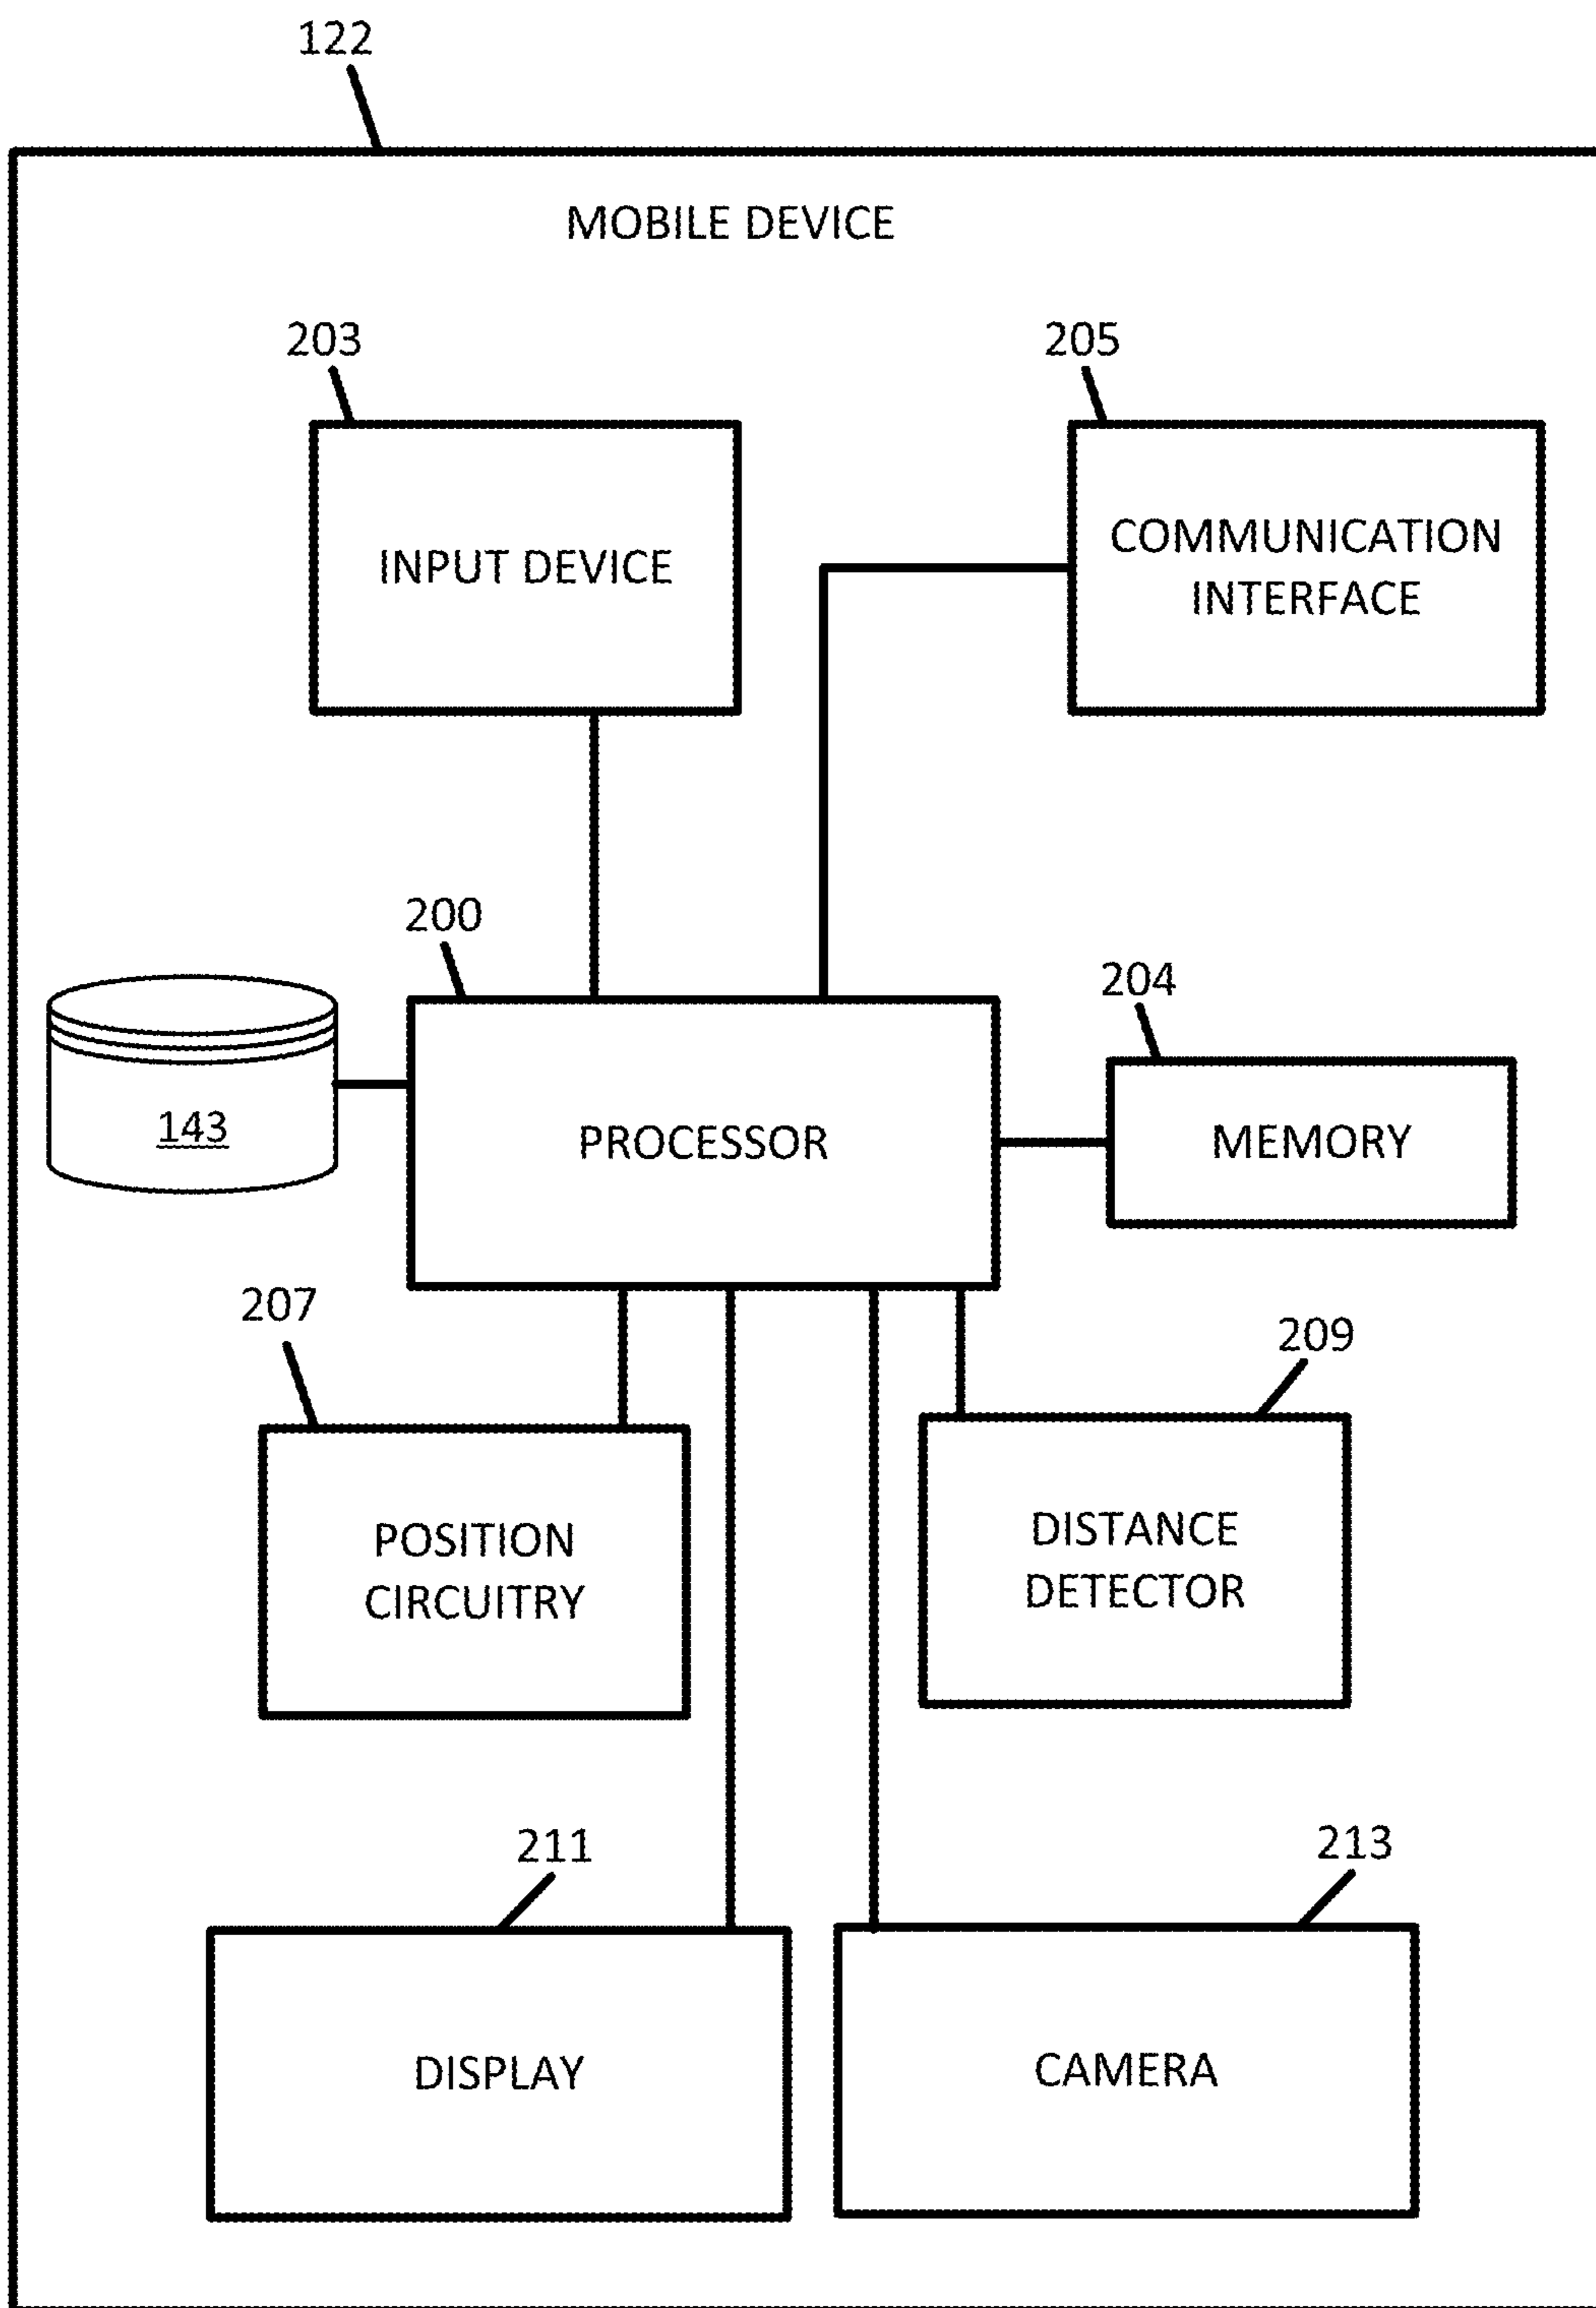 122
MOBILE DEVICE
203
205
INPUT DEVICE
COMMUNICATION
INTERFACE
200
204
143
PROCESSOR
MEMORY
207
209
POSITION
CIRCUITRY
DISTANCE
DETECTOR
211
213
DISPLAY
CAMERA